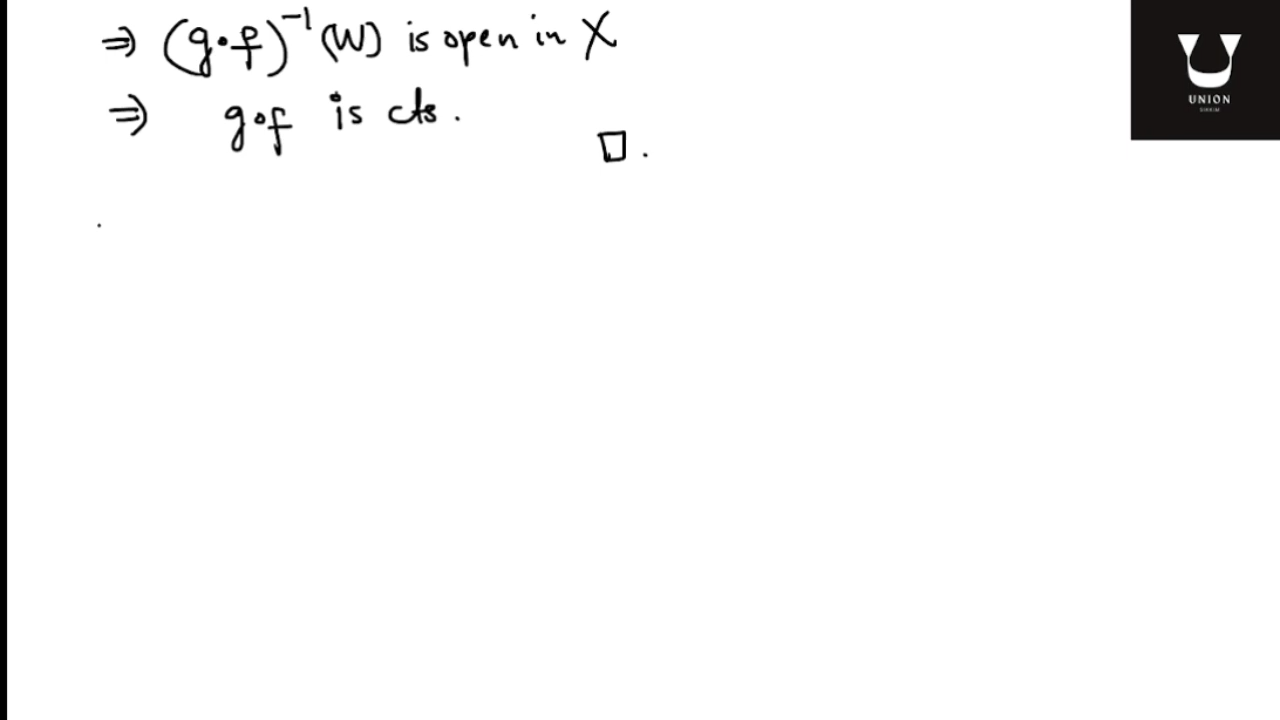 ⇒ (g∘f)⁻¹(W) is open in X
⇒ g∘f is cts.
□.
UNION